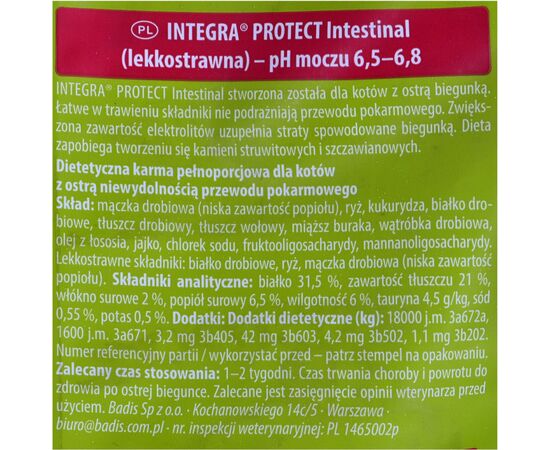 PL INTEGRA® PROTECT Intestinal
(lekkostrawna) – pH moczu 6,5–6,8
INTEGRA® PROTECT Intestinal stworzona została dla kotów z ostrą biegunką.
Łatwe w trawieniu składniki nie podrażniają przewodu pokarmowego. Zwięks-
zona zawartość elektrolitów uzupełnia straty spowodowane biegunką. Dieta
zapobiega tworzeniu się kamieni struwitowych i szczawianowych.
Dietetyczna karma pełnoporcjowa dla kotów
z ostrą niewydolnością przewodu pokarmowego
Skład: mączka drobiowa (niska zawartość popiołu), ryż, kukurydza, białko dro-
biowe, tłuszcz drobiowy, tłuszcz wołowy, miąższ buraka, wątróbka drobiowa,
olej z łososia, jajko, chlorek sodu, fruktooligosacharydy, mannanoligosacharydy.
Lekkostrawne składniki: białko drobiowe, ryż, mączka drobiowa (niska zawartość
popiołu). Składniki analityczne: białko 31,5 %, zawartość tłuszczu 21 %,
włókno surowe 2 %, popiół surowy 6,5 %, wilgotność 6 %, tauryna 4,5 g/kg, sód
0,55 %, potas 0,5 %. Dodatki: Dodatki dietetyczne (kg): 18000 j.m. 3a672a,
1600 j.m. 3a671, 3,2 mg 3b405, 42 mg 3b603, 4,2 mg 3b502, 1,1 mg 3b202.
Numer referencyjny partii / wykorzystać przed – patrz stempel na opakowaniu.
Zalecany czas stosowania: 1–2 tygodni. Czas trwania choroby i powrotu do
zdrowia po ostrej biegunce. Zalecane jest zasięgnięcie opinii weterynarza przed
użyciem. Badis Sp z o.o. · Kochanowskiego 14c/5 · Warszawa ·
biuro@badis.com.pl · nr. inspekcji weterynaryjnej: PL 1465002p